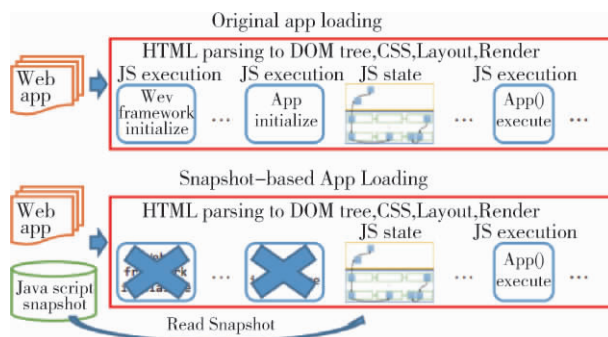 Original app loading
HTML parsing to DOM tree,CSS,Layout,Render
Web
app
JS execution
JS execution
JS state
JS execution
Wev
framework
initialize
...
App
initialize
...
App()
execute
...
Snapshot-based App Loading
Web
app
HTML parsing to DOM tree,CSS,Layout,Render
JS state
JS execution
...
...
App()
execute
...
Java script
snapshot
Read Snapshot